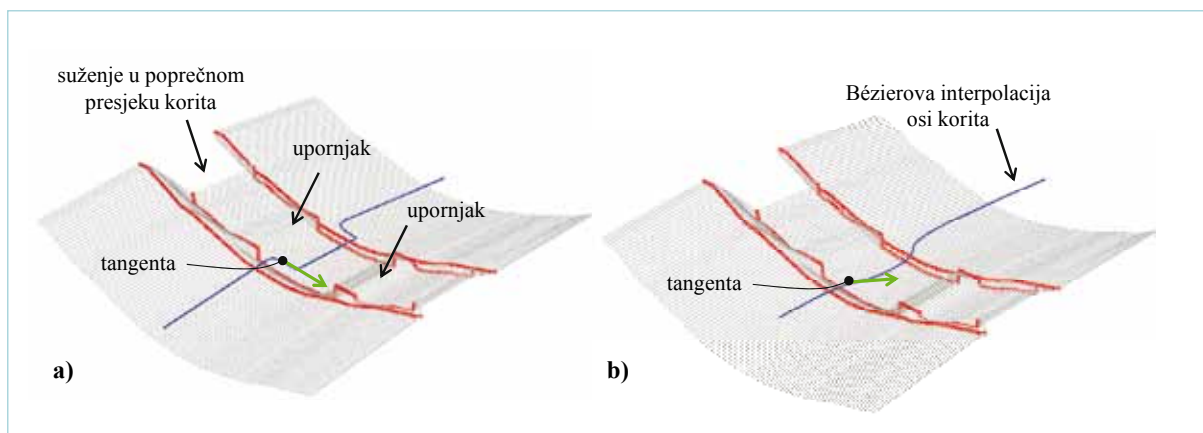 suženje u poprečnom
presjeku korita
upornjak
upornjak
tangenta
a)
Bézierova interpolacija
osi korita
tangenta
b)